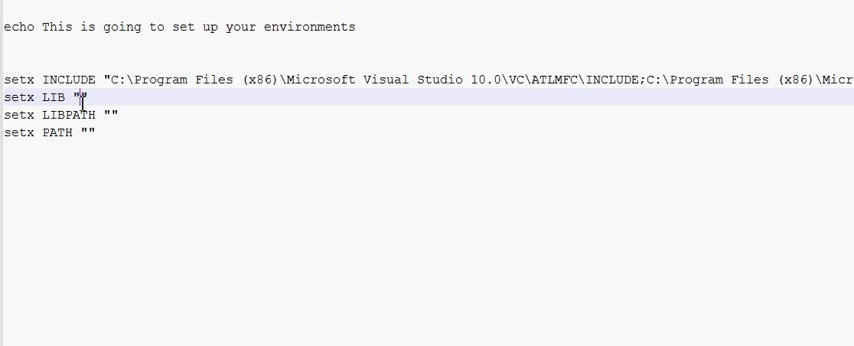 echo This is going to set up your environments
setx INCLUDE "C:\Program Files (x86)\Microsoft Visual Studio 10.0\VC\ATLMFC\INCLUDE;C:\Program Files (x86)\Micr
setx LIB ""
setx LIBPATH ""
setx PATH ""